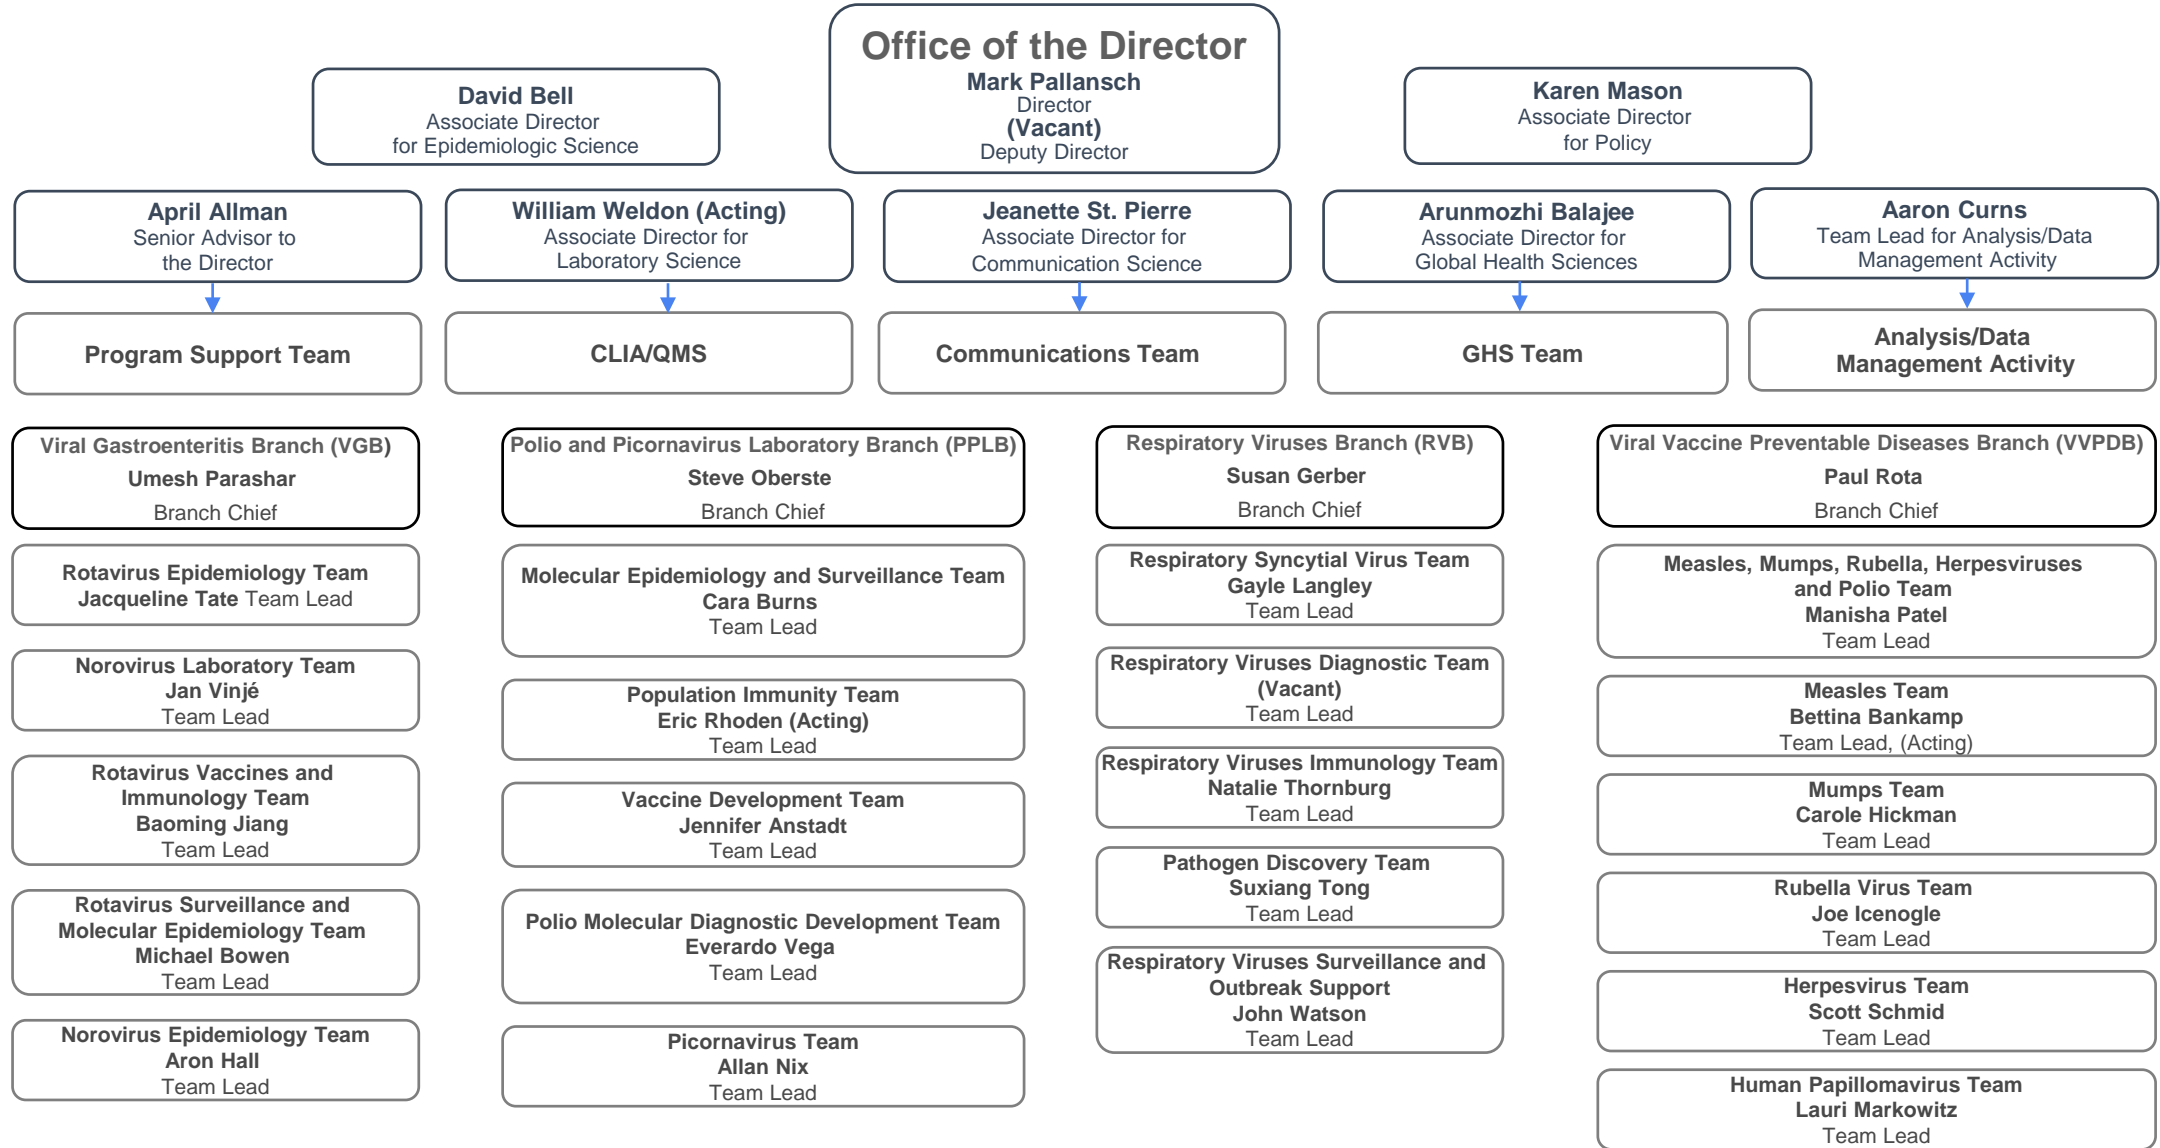 Office of the Director
Mark Pallansch
Director
(Vacant)
Deputy Director
David Bell
Associate Director
for Epidemiologic Science
Karen Mason
Associate Director
for Policy
April Allman
Senior Advisor to
the Director
William Weldon (Acting)
Associate Director for
Laboratory Science
Jeanette St. Pierre
Associate Director for
Communication Science
Arunmozhi Balajee
Associate Director for
Global Health Sciences
Aaron Curns
Team Lead for Analysis/Data
Management Activity
Program Support Team
CLIA/QMS
Communications Team
GHS Team
Analysis/Data
Management Activity
Viral Gastroenteritis Branch (VGB)
Umesh Parashar
Branch Chief
Rotavirus Epidemiology Team
Jacqueline Tate Team Lead
Norovirus Laboratory Team
Jan Vinjé
Team Lead
Rotavirus Vaccines and
Immunology Team
Baoming Jiang
Team Lead
Rotavirus Surveillance and
Molecular Epidemiology Team
Michael Bowen
Team Lead
Norovirus Epidemiology Team
Aron Hall
Team Lead
Polio and Picornavirus Laboratory Branch (PPLB)
Steve Oberste
Branch Chief
Molecular Epidemiology and Surveillance Team
Cara Burns
Team Lead
Population Immunity Team
Eric Rhoden (Acting)
Team Lead
Vaccine Development Team
Jennifer Anstadt
Team Lead
Polio Molecular Diagnostic Development Team
Everardo Vega
Team Lead
Picornavirus Team
Allan Nix
Team Lead
Respiratory Viruses Branch (RVB)
Susan Gerber
Branch Chief
Respiratory Syncytial Virus Team
Gayle Langley
Team Lead
Respiratory Viruses Diagnostic Team
(Vacant)
Team Lead
Respiratory Viruses Immunology Team
Natalie Thornburg
Team Lead
Pathogen Discovery Team
Suxiang Tong
Team Lead
Respiratory Viruses Surveillance and
Outbreak Support
John Watson
Team Lead
Viral Vaccine Preventable Diseases Branch (VVPDB)
Paul Rota
Branch Chief
Measles, Mumps, Rubella, Herpesviruses
and Polio Team
Manisha Patel
Team Lead
Measles Team
Bettina Bankamp
Team Lead, (Acting)
Mumps Team
Carole Hickman
Team Lead
Rubella Virus Team
Joe Icenogle
Team Lead
Herpesvirus Team
Scott Schmid
Team Lead
Human Papillomavirus Team
Lauri Markowitz
Team Lead